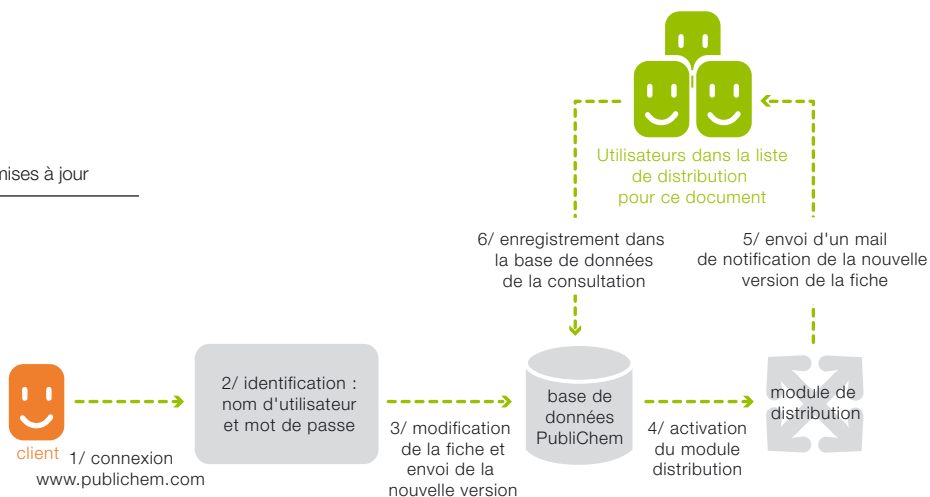 mises à jour
Utilisateurs dans la liste
de distribution
pour ce document
6/ enregistrement dans
la base de données
de la consultation
5/ envoi d'un mail
de notification de la nouvelle
version de la fiche
client
1/ connexion
www.publichem.com
2/ identification :
nom d'utilisateur
et mot de passe
3/ modification
de la fiche et
envoi de la
nouvelle version
base de
données
PubliChem
4/ activation
du module
distribution
module de
distribution